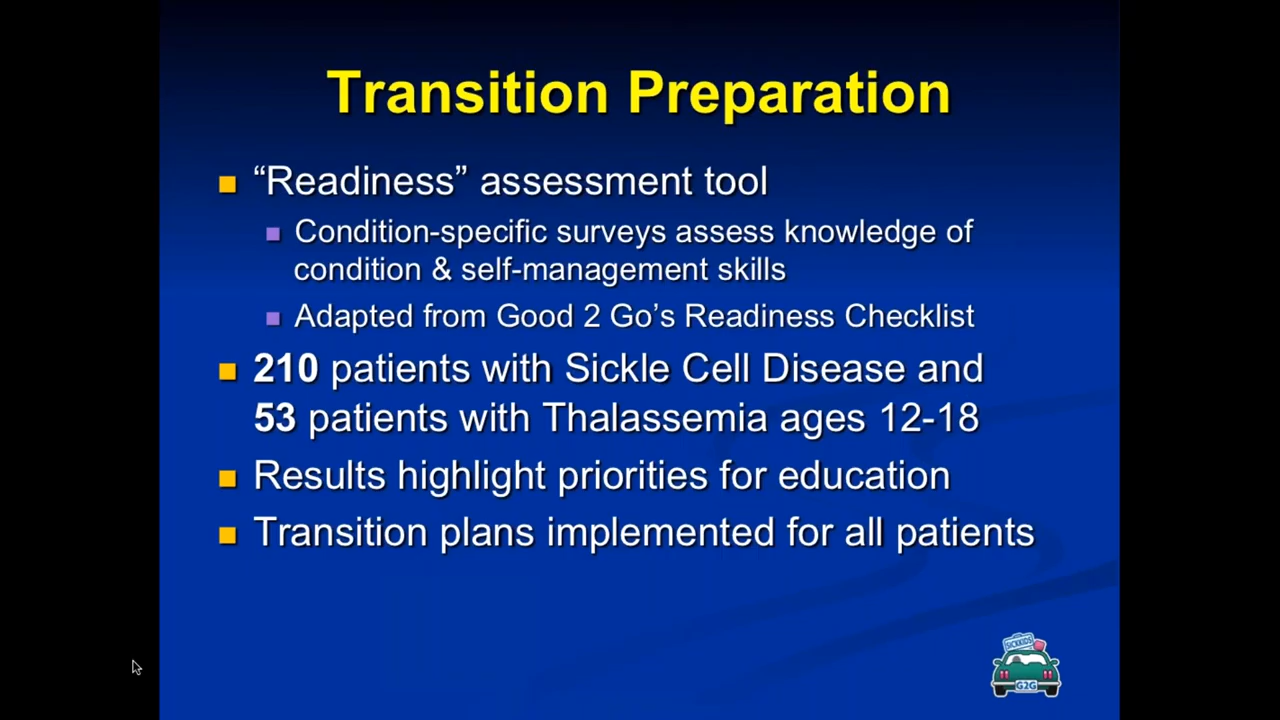 Transition Preparation
“Readiness” assessment tool
Condition-specific surveys assess knowledge of
condition & self-management skills
Adapted from Good 2 Go’s Readiness Checklist
210 patients with Sickle Cell Disease and
53 patients with Thalassemia ages 12-18
Results highlight priorities for education
Transition plans implemented for all patients
SICKKIDS
G2G